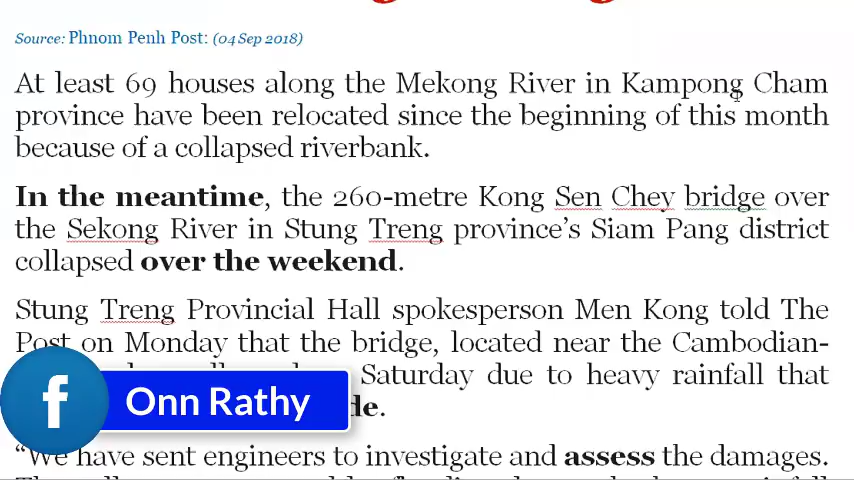 Source: Phnom Penh Post: (04 Sep 2018)
At least 69 houses along the Mekong River in Kampong Cham
province have been relocated since the beginning of this month
because of a collapsed riverbank.
In the meantime, the 260-metre Kong Sen Chey bridge over
the Sekong River in Stung Treng province’s Siam Pang district
collapsed over the weekend.
Stung Treng Provincial Hall spokesperson Men Kong told The
Post on Monday that the bridge, located near the Cambodian-
Saturday due to heavy rainfall that
Onn Rathy
“We have sent engineers to investigate and assess the damages.